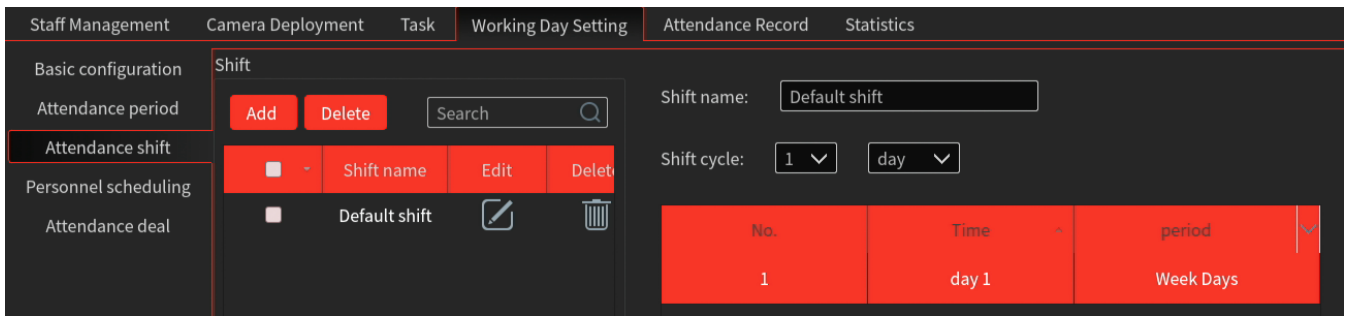 Staff Management Camera Deployment Task Working Day Setting Attendance Record Statistics
Basic configuration
Attendance period
Attendance shift
Personnel scheduling
Attendance deal
Shift
Add Delete Search
Shift name Edit Delet
Default shift
Shift name: Default shift
Shift cycle: 1 day
No. Time period
1 day 1 Week Days